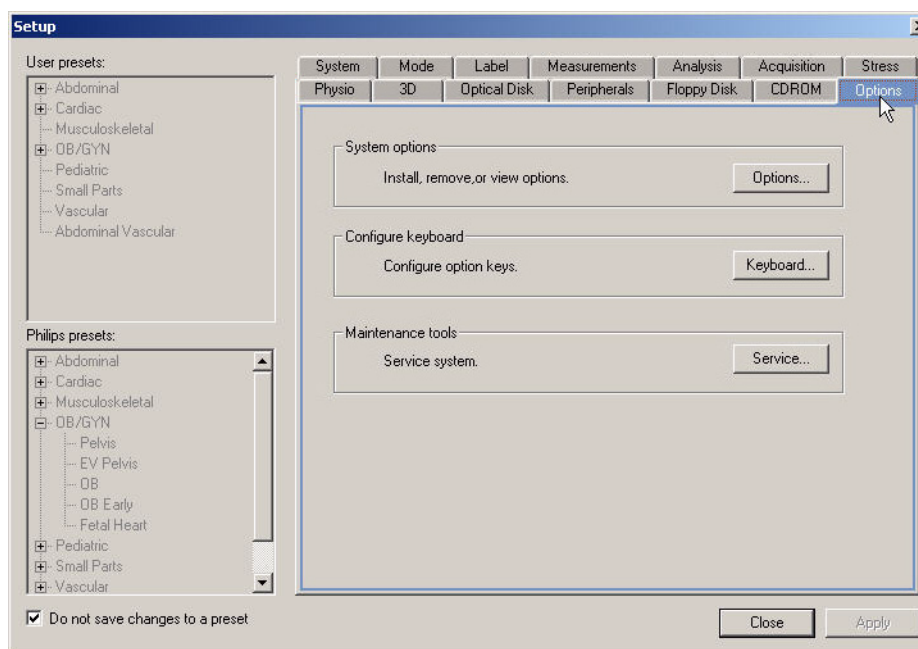 Setup
User presets:
Abdominal
Cardiac
Musculoskeletal
OB/GYN
Pediatric
Small Parts
Vascular
Abdominal Vascular
Philips presets:
Abdominal
Cardiac
Musculoskeletal
OB/GYN
Pelvis
EV Pelvis
OB
OB Early
Fetal Heart
Pediatric
Small Parts
Vascular
Do not save changes to a preset
System Mode Label Measurements Analysis Acquisition Stress
Physio 3D Optical Disk Peripherals Floppy Disk CDROM Options
System options
Install, remove,or view options. Options...
Configure keyboard
Configure option keys. Keyboard...
Maintenance tools
Service system. Service...
Close Apply